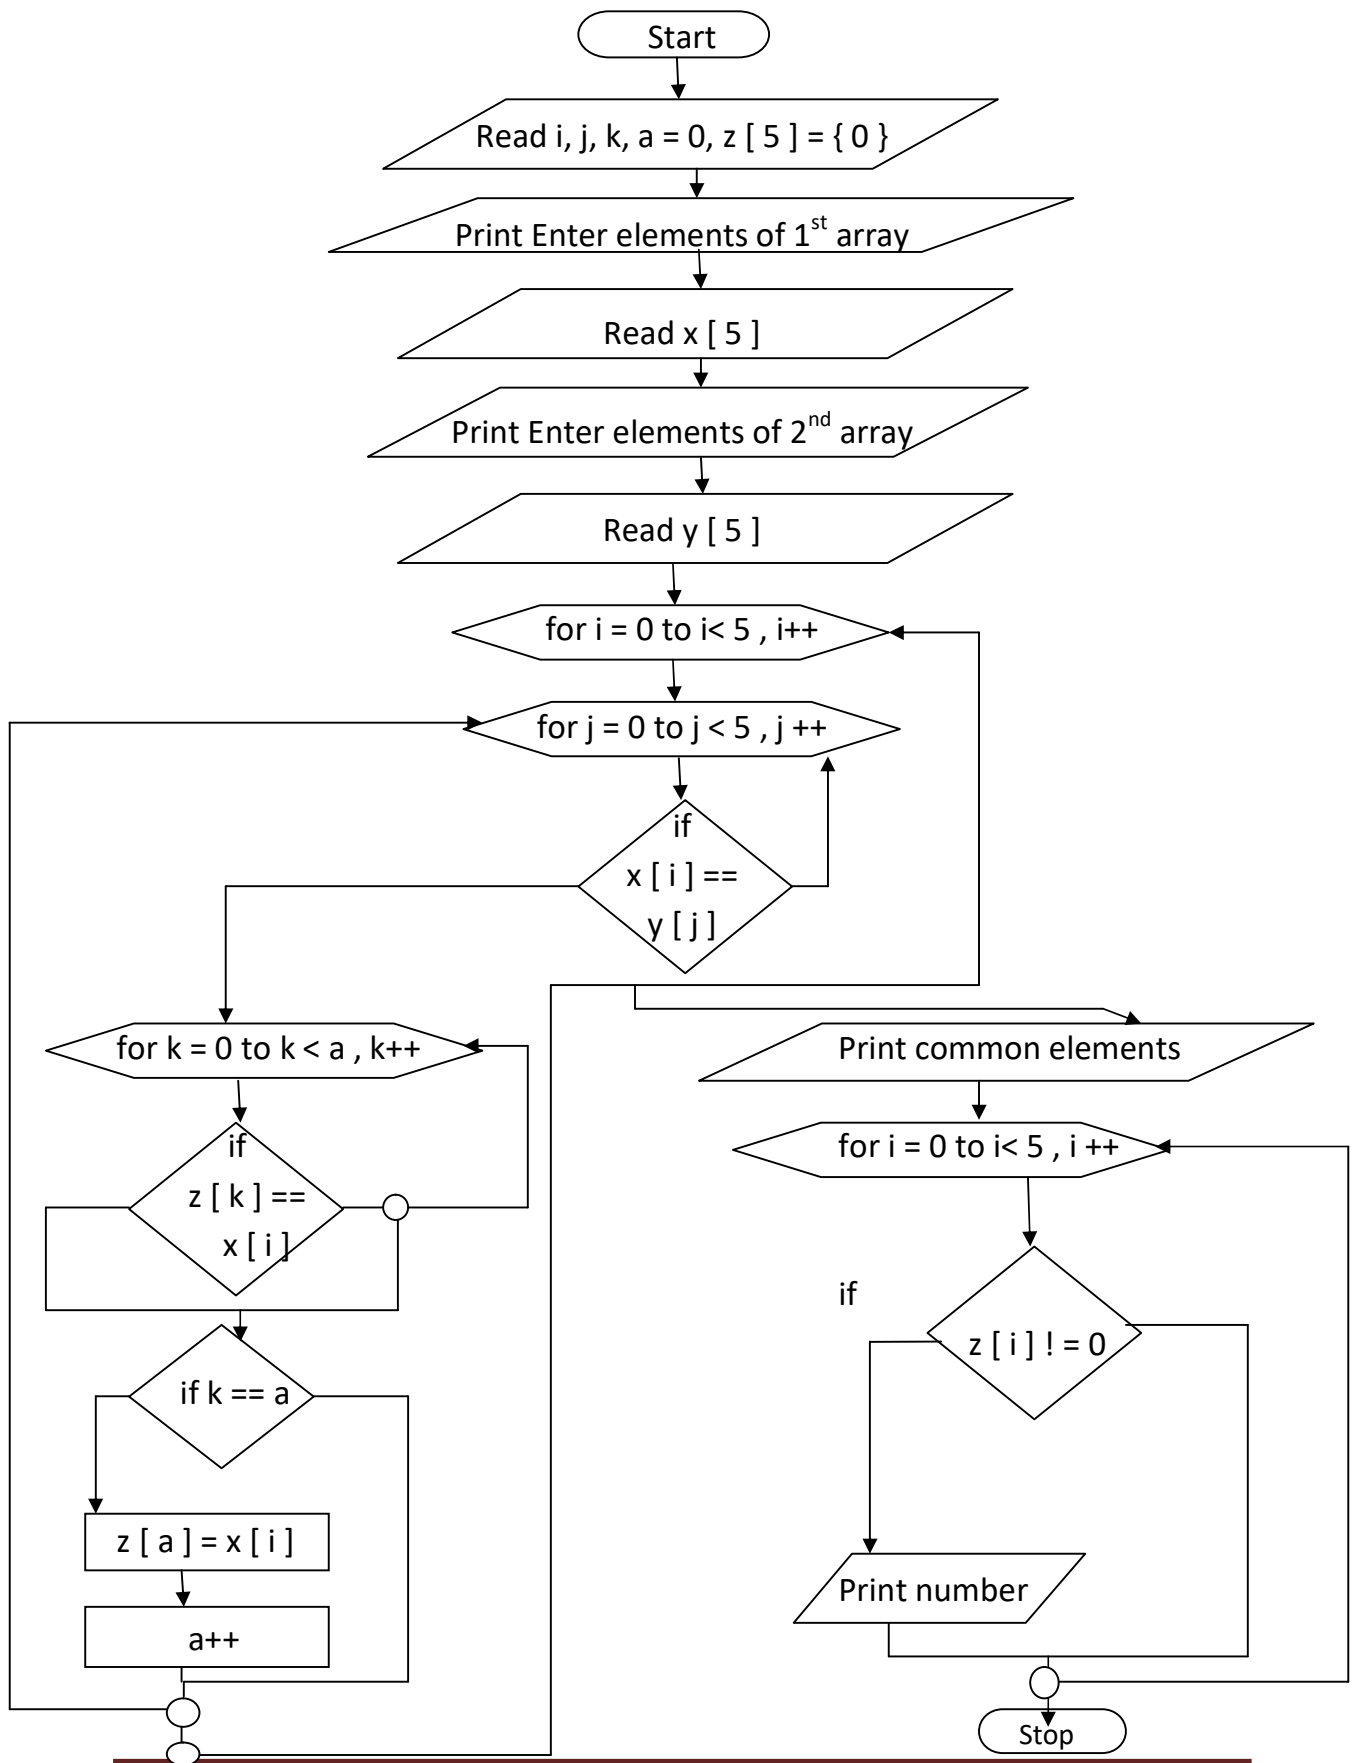 Start
Read i, j, k, a = 0, z [ 5 ] = { 0 }
Print Enter elements of 1st array
Read x [ 5 ]
Print Enter elements of 2nd array
Read y [ 5 ]
for i = 0 to i< 5 , i++
for j = 0 to j < 5 , j ++
if
x [ i ] ==
y [ j ]
for k = 0 to k < a , k++
if
z [ k ] ==
x [ i ]
if k == a
z [ a ] = x [ i ]
a++
Print common elements
for i = 0 to i< 5 , i ++
if
z [ i ] ! = 0
Print number
Stop